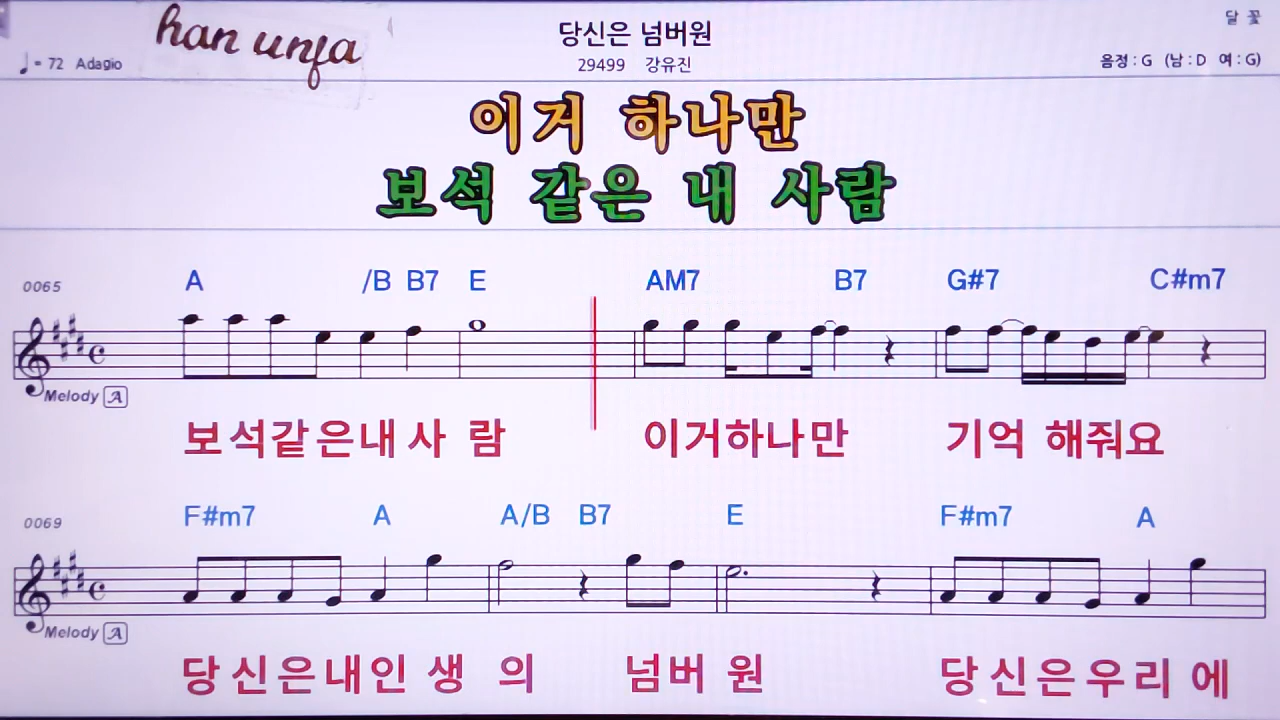 han unja
당신은 넘버원
달 꽃
♩= 72 Adagio
29499 강유진
음정 : G (남 : D 여 : G)
이거 하나만
보석 같은 내 사람
0065 A /B B7 E AM7 B7 G#7 C#m7
Melody A
보석같은내사 람 이거하나만 기억 해줘요
0069 F#m7 A A/B B7 E F#m7 A
Melody A
당신은내인 생 의 넘버 원 당신은우리 에